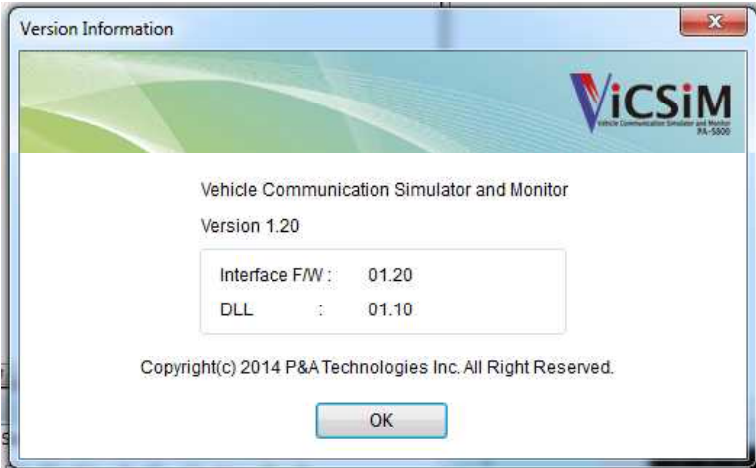 Version Information
ViCSiM
Vehicle Communication Simulator and Monitor
PA-S800
Vehicle Communication Simulator and Monitor
Version 1.20
Interface F/W : 01.20
DLL : 01.10
Copyright(c) 2014 P&A Technologies Inc. All Right Reserved.
OK